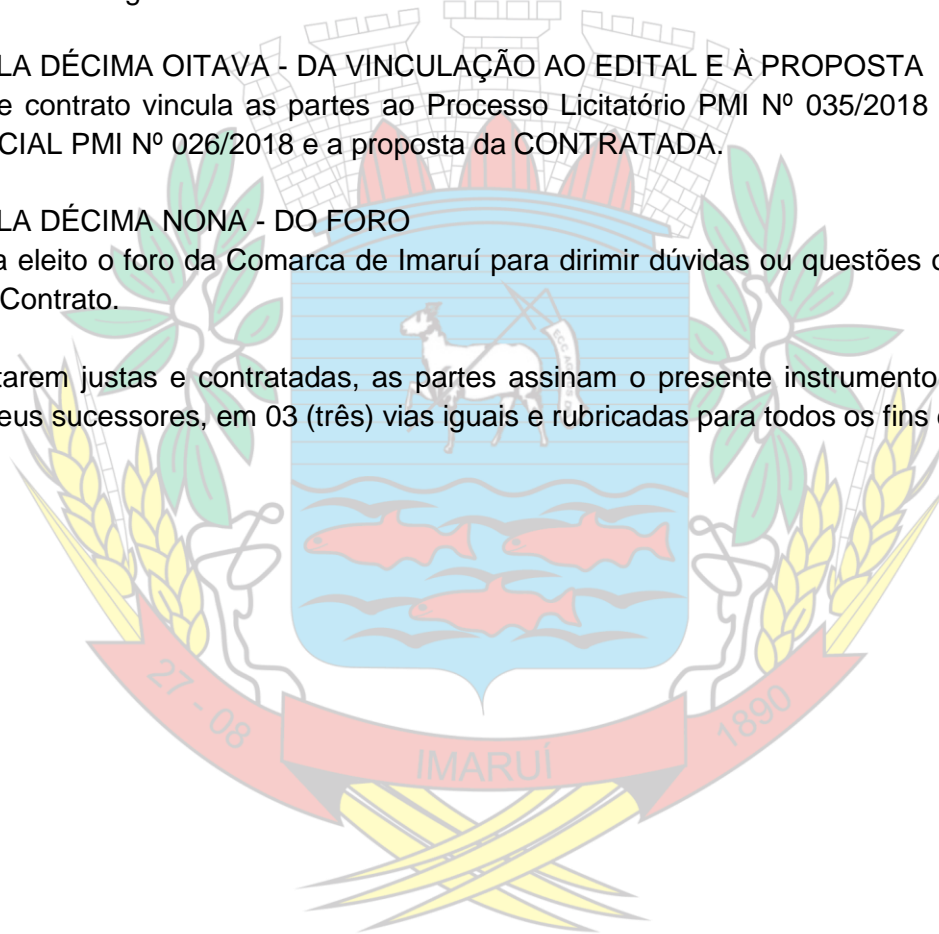 LA DÉCIMA OITAVA - DA VINCULAÇÃO AO EDITAL E À PROPOSTA
e contrato vincula as partes ao Processo Licitatório PMI Nº 035/2018
CIAL PMI Nº 026/2018 e a proposta da CONTRATADA.
LA DÉCIMA NONA - DO FORO
a eleito o foro da Comarca de Imaruí para dirimir dúvidas ou questões
Contrato.
tarem justas e contratadas, as partes assinam o presente instrumento
eus sucessores, em 03 (três) vias iguais e rubricadas para todos os fins
27 - 08
IMARUÍ
1890